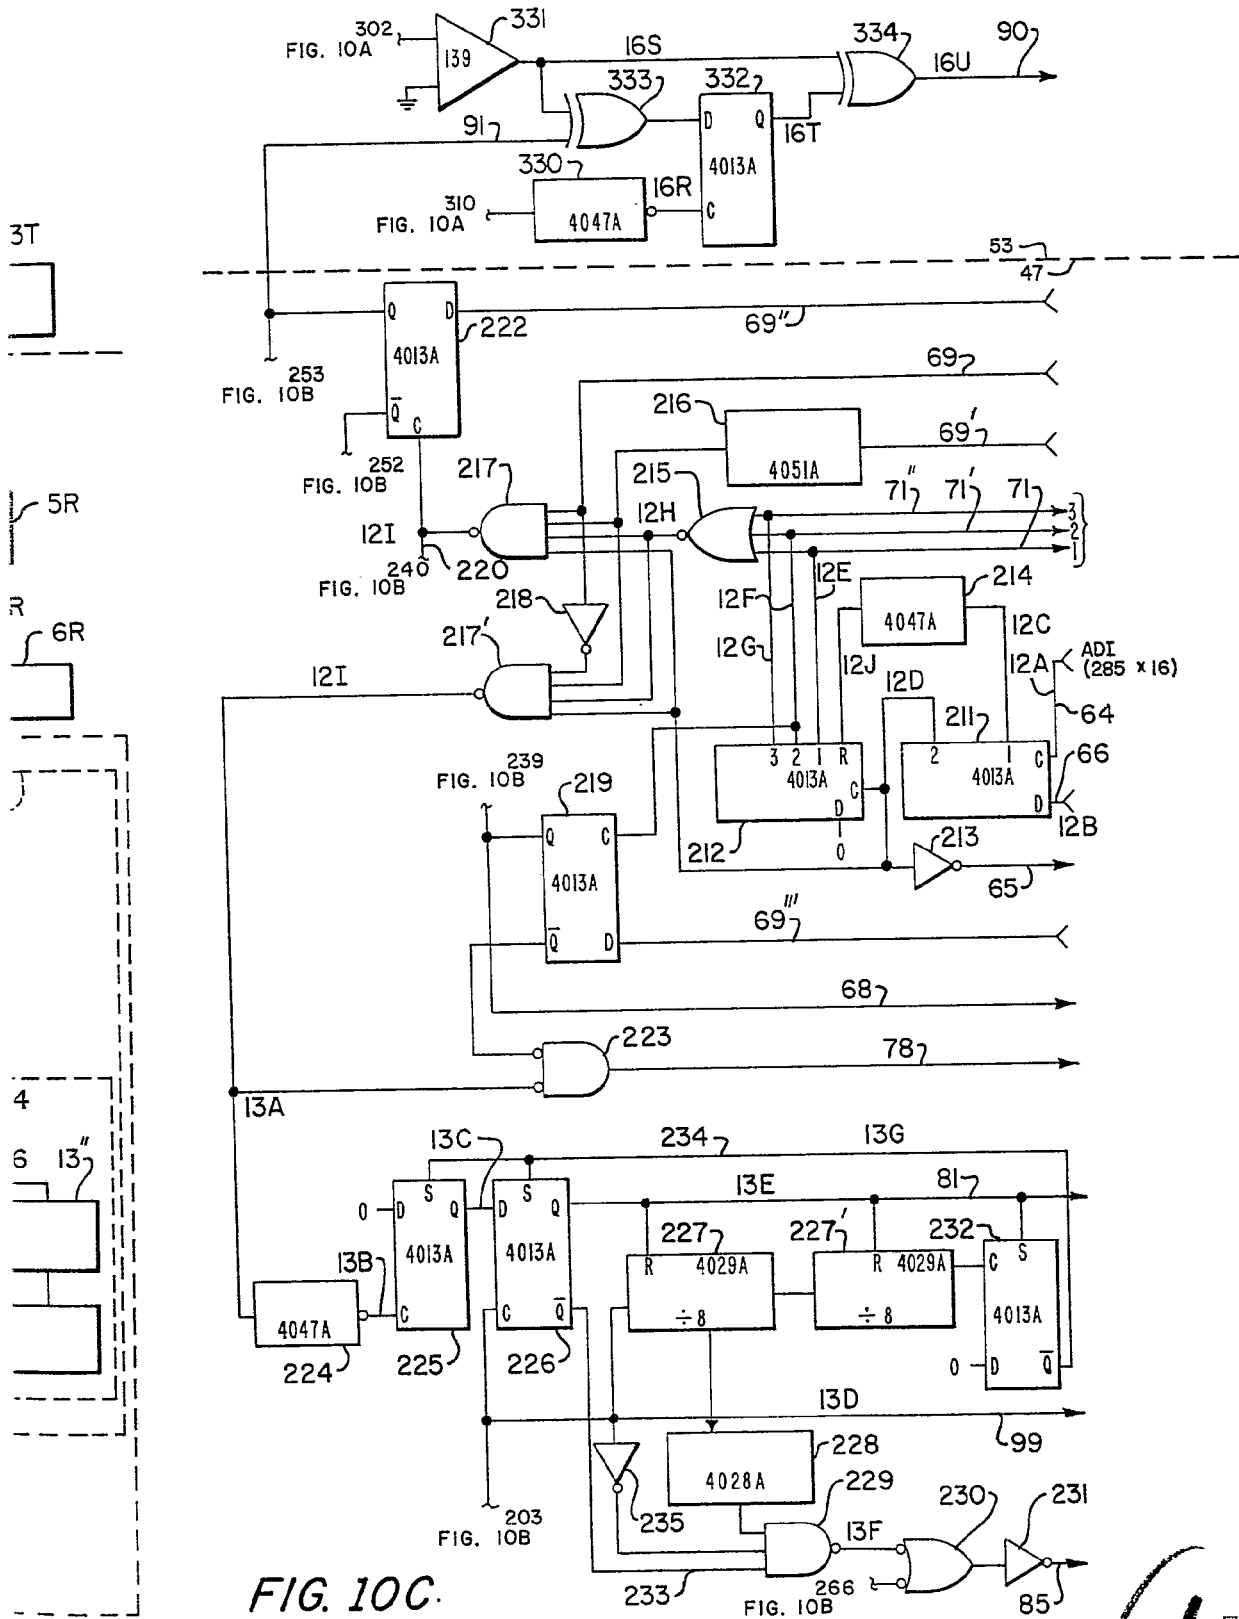 302
FIG. 10A
331
139
16S
334
16U
90
333
332
D
Q
16T
91
4013A
330
16R
C
310
FIG. 10A
4047A
3T
53
47
Q
D
222
4013A
69"
253
FIG. 10B
Q
C
69
216
69'
4051A
252
FIG. 10B
217
215
71"
71'
71
5R
12H
3
2
1
12I
240
FIG. 10B
220
12E
214
218
12F
4047A
R
6R
217'
12G
12J
12C
12A
ADI
(285 × 16)
12I
12D
64
211
3
2
1
R
2
1
C
66
4013A
4013A
239
FIG. 10B
219
C
D
D
12B
Q
C
212
0
213
4013A
65
69'''
Q
D
68
223
78
4
13A
6
13"
13C
234
13G
S
S
13E
81
0
D
Q
D
Q
227
227'
232
4013A
4013A
R
4029A
R
4029A
C
S
13B
4013A
C
C
Q
÷ 8
÷ 8
4047A
224
225
226
0
D
Q
13D
99
228
4028A
229
235
203
FIG. 10B
230
231
13F
233
266
FIG. 10B
85
FIG. 10C.